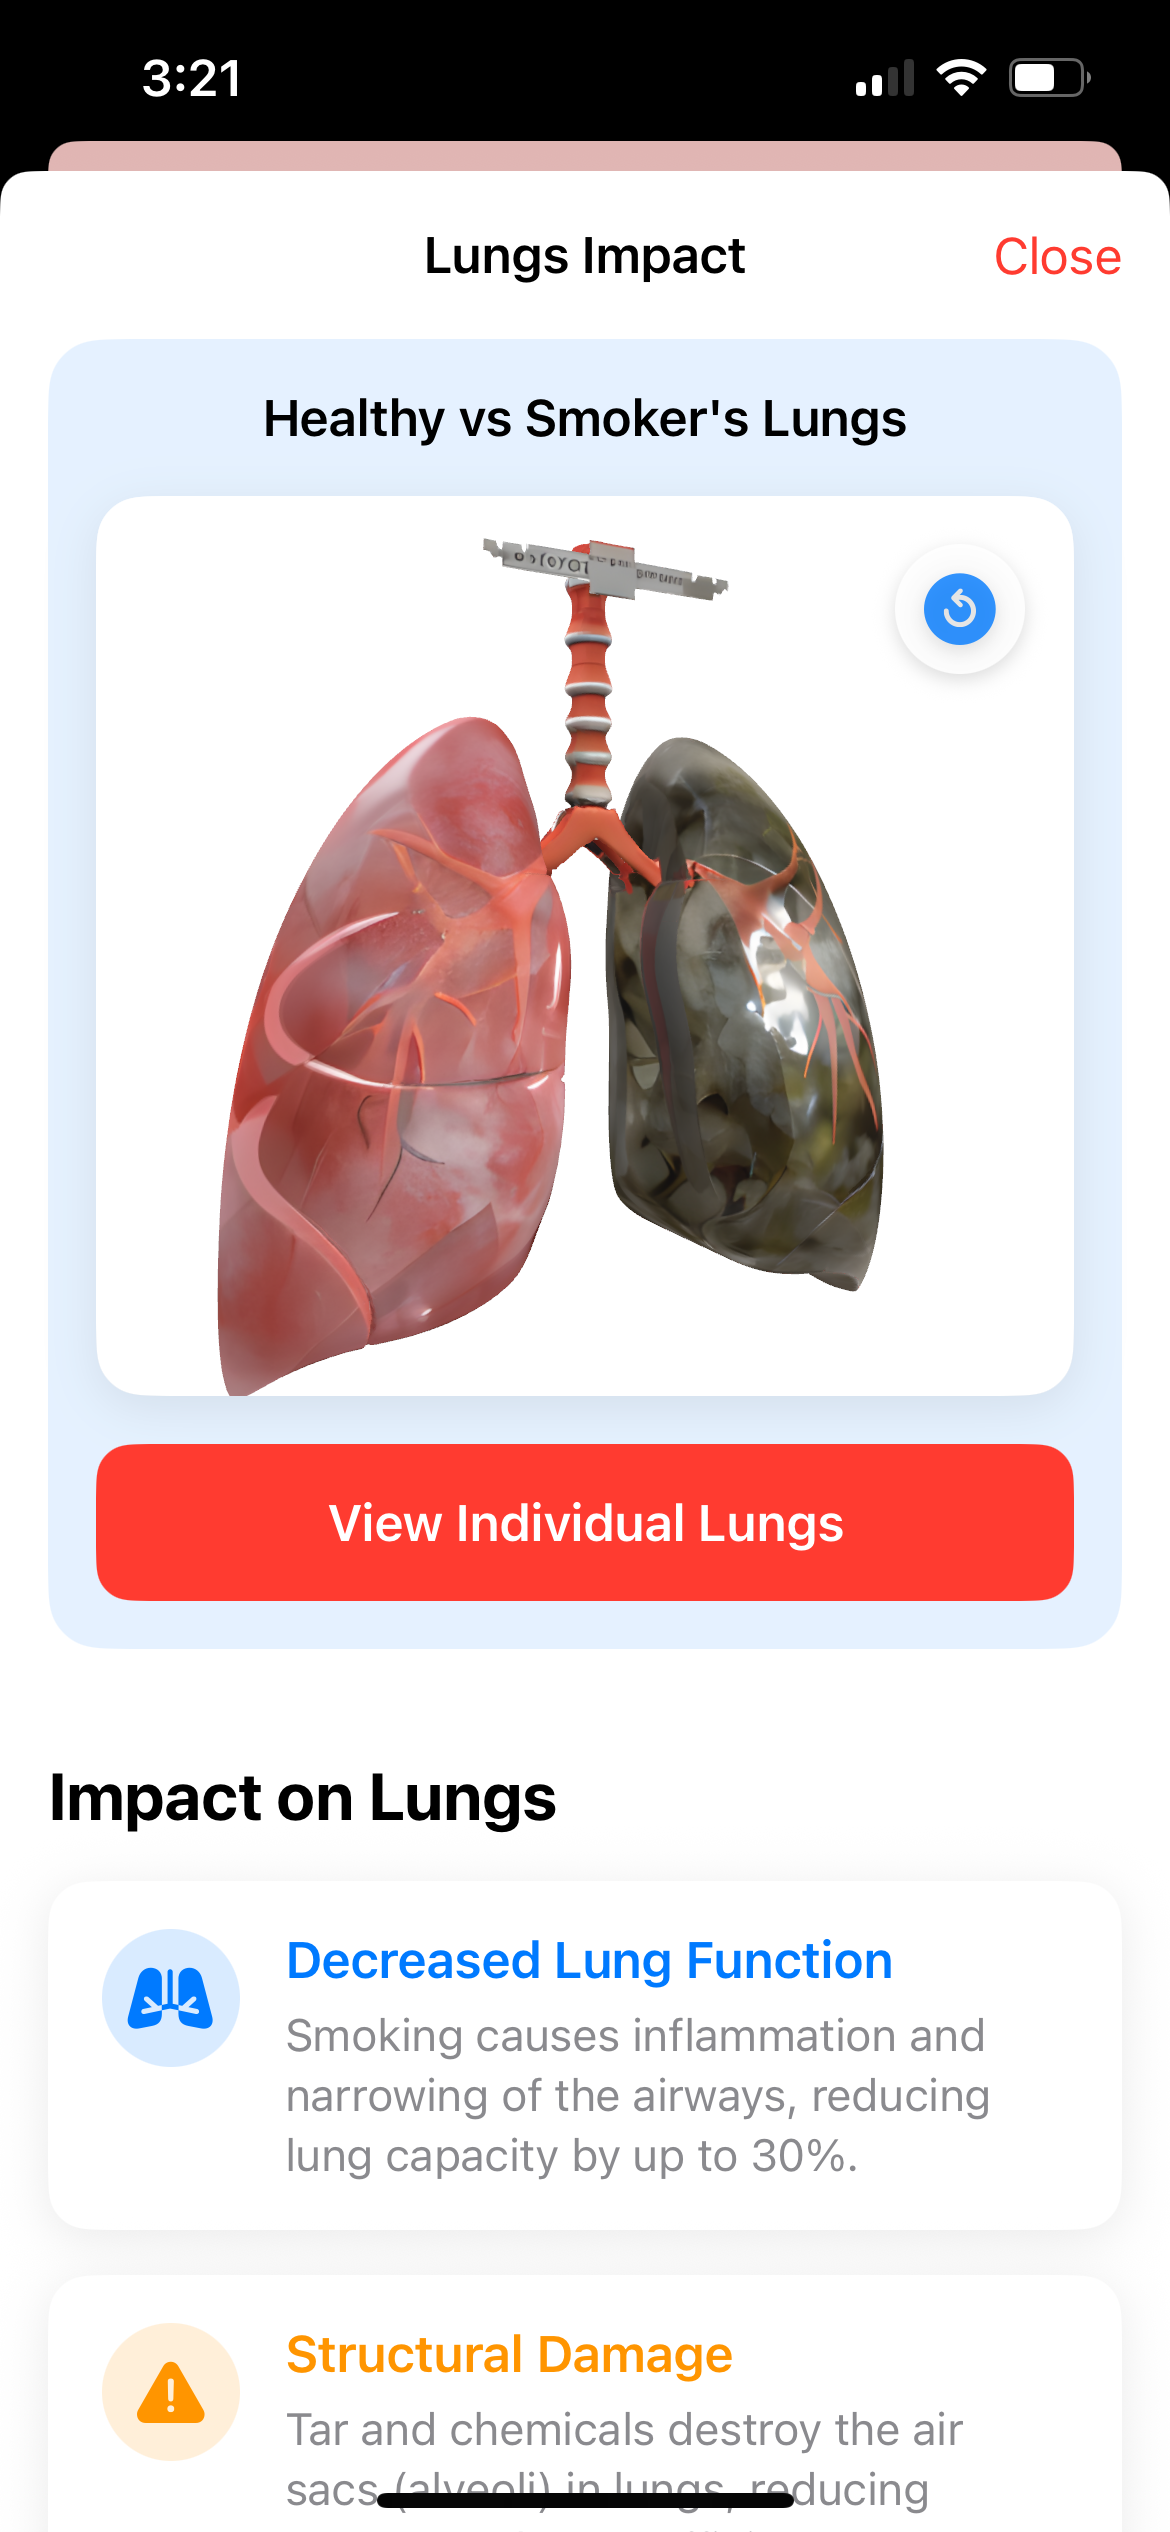 3:21
Lungs Impact
Close
Healthy vs Smoker's Lungs
View Individual Lungs
Impact on Lungs
Decreased Lung Function
Smoking causes inflammation and
narrowing of the airways, reducing
lung capacity by up to 30%.
Structural Damage
Tar and chemicals destroy the air
sacs (alveoli) in lungs, reducing